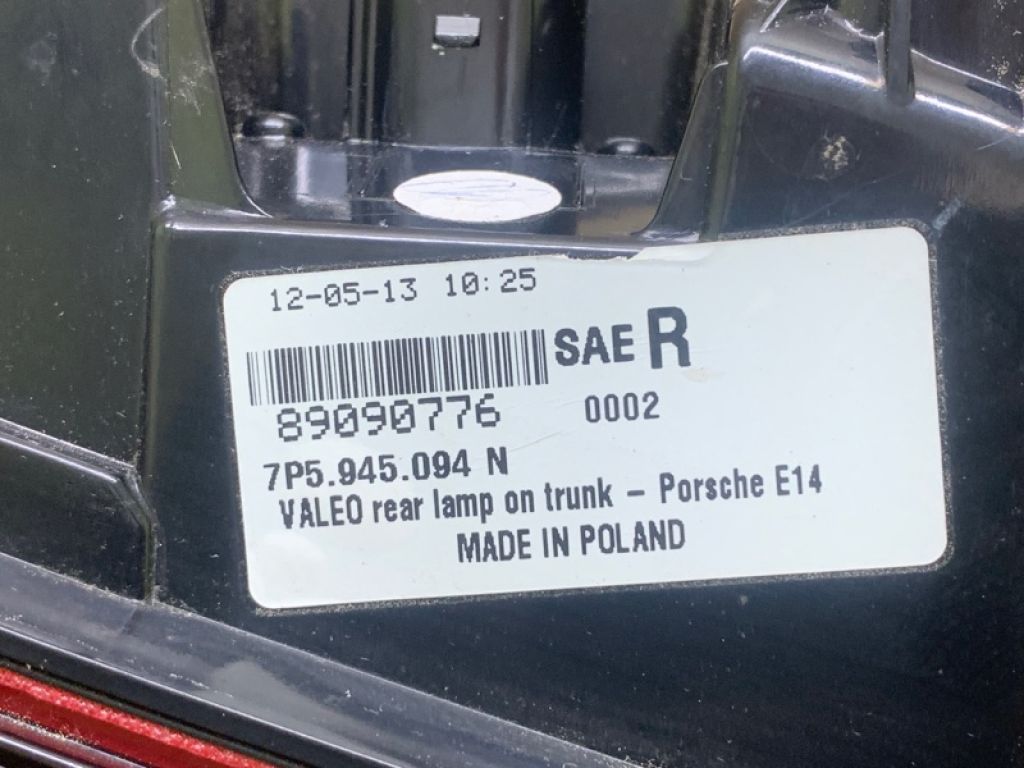 12-05-13 10:25
SAE R
89090776 0002
7P5.945.094 N
VALEO rear lamp on trunk – Porsche E14
MADE IN POLAND